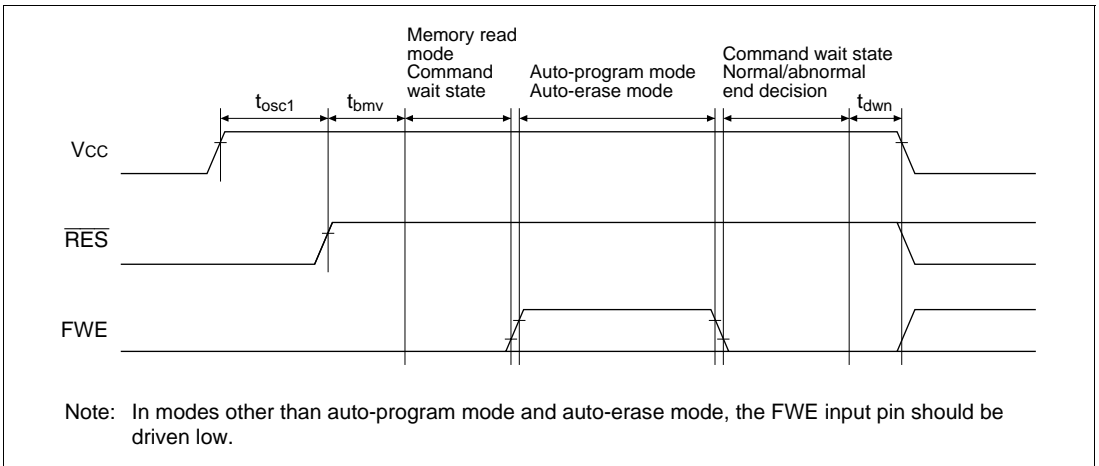 Memory read
mode
Command
wait state
Auto-program mode
Auto-erase mode
Command wait state
Normal/abnormal
end decision
tosc1
tbmv
tdwn
VCC
RES
FWE
Note: In modes other than auto-program mode and auto-erase mode, the FWE input pin should be
driven low.